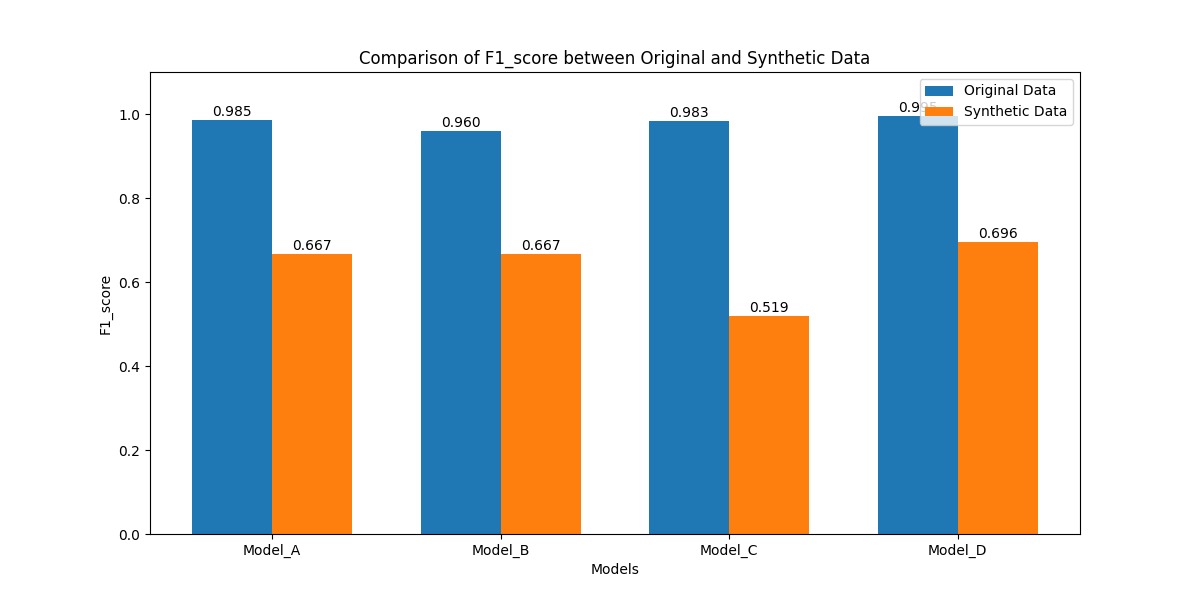 Comparison of F1_score between Original and Synthetic Data
Original Data
Synthetic Data
0.985
0.960
0.983
0.995
0.667
0.667
0.519
0.696
1.0
0.8
0.6
0.4
0.2
0.0
F1_score
Model_A
Model_B
Model_C
Model_D
Models